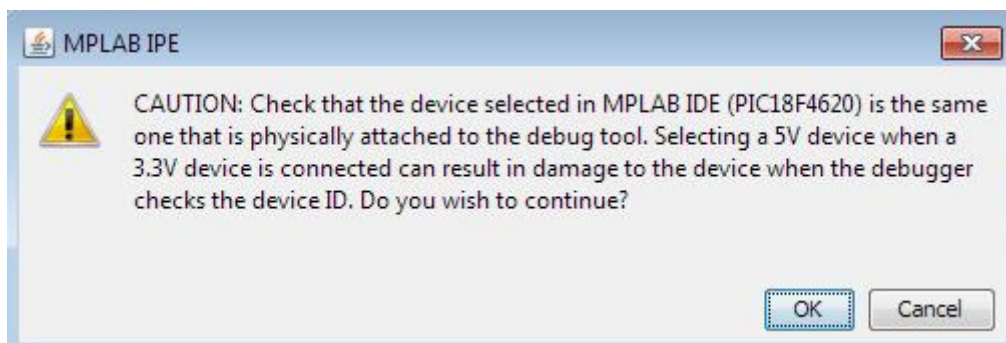 MPLAB IPE
CAUTION: Check that the device selected in MPLAB IDE (PIC18F4620) is the same
one that is physically attached to the debug tool. Selecting a 5V device when a
3.3V device is connected can result in damage to the device when the debugger
checks the device ID. Do you wish to continue?
OK Cancel